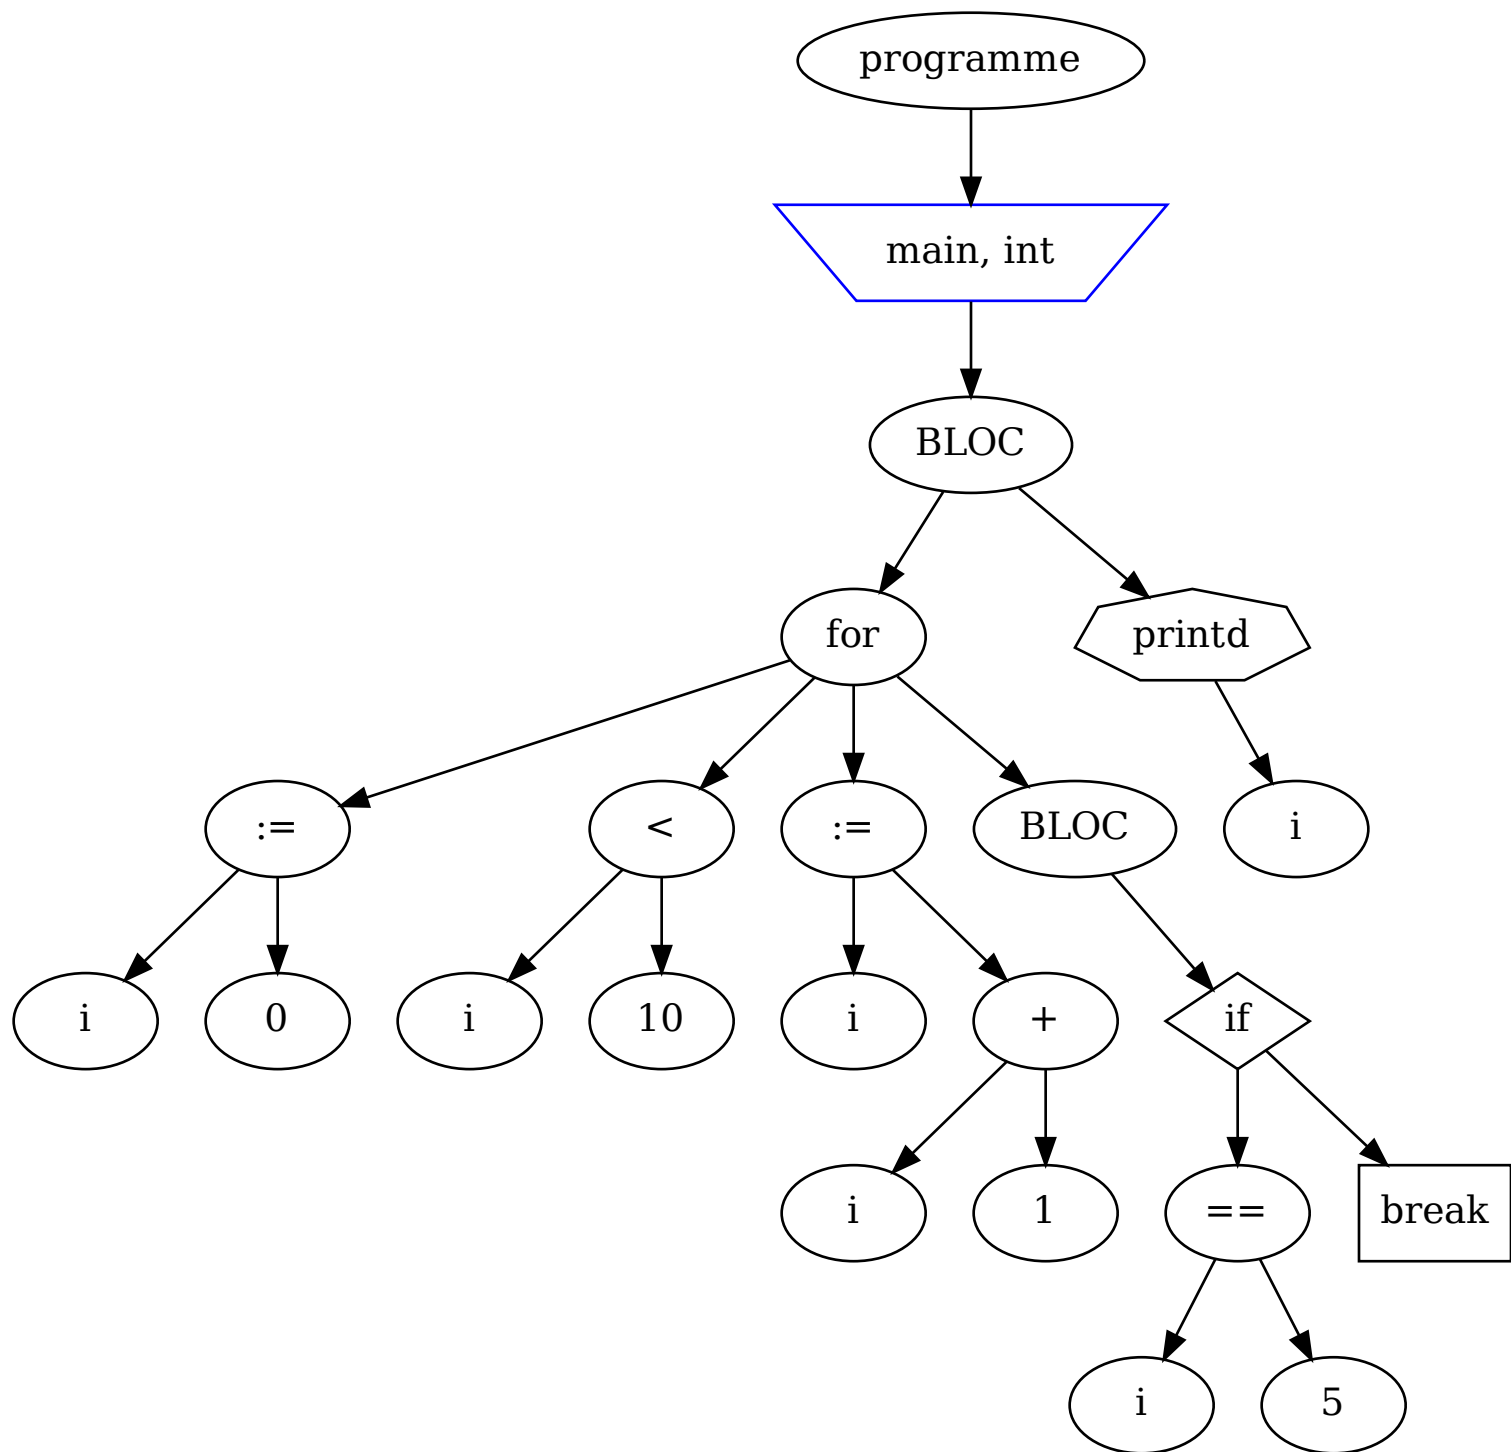 programme
main, int
BLOC
for
printd
:=
<
:=
BLOC
i
i
0
i
10
i
+
if
i
1
==
break
i
5